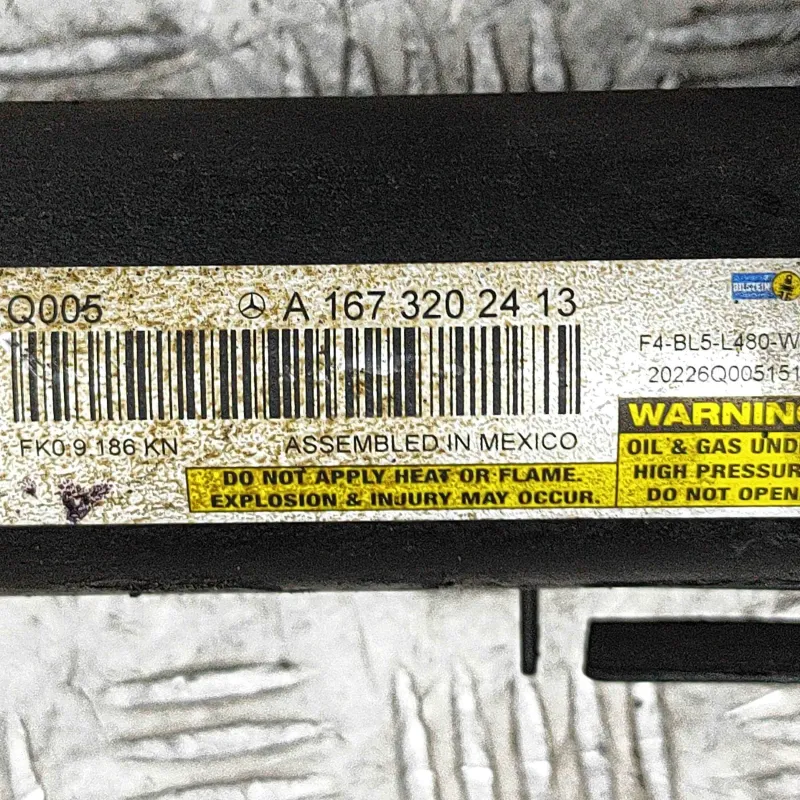 Q005 A 167 320 24 13
BILSTEIN
F4-BL5-L480-W
20226Q005151
FK0 9 186 KN ASSEMBLED IN MEXICO
DO NOT APPLY HEAT OR FLAME.
EXPLOSION & INJURY MAY OCCUR.
WARNING
OIL & GAS UND
HIGH PRESSUR
DO NOT OPEN